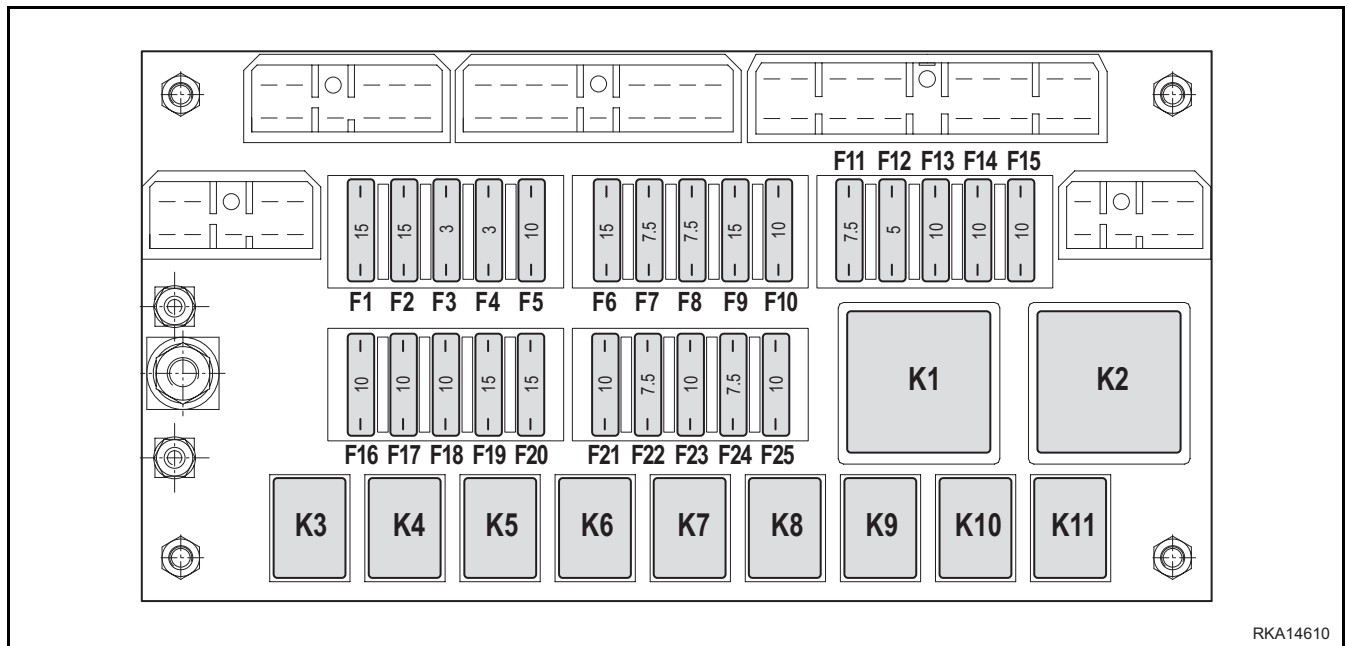 F11 F12 F13 F14 F15
15 15 3 3 10 15 7.5 7.5 15 10 7.5 5 10 10 10
F1 F2 F3 F4 F5 F6 F7 F8 F9 F10
10 10 10 15 15 10 7.5 10 7.5 10
K1 K2
F16 F17 F18 F19 F20 F21 F22 F23 F24 F25
K3 K4 K5 K6 K7 K8 K9 K10 K11
RKA14610